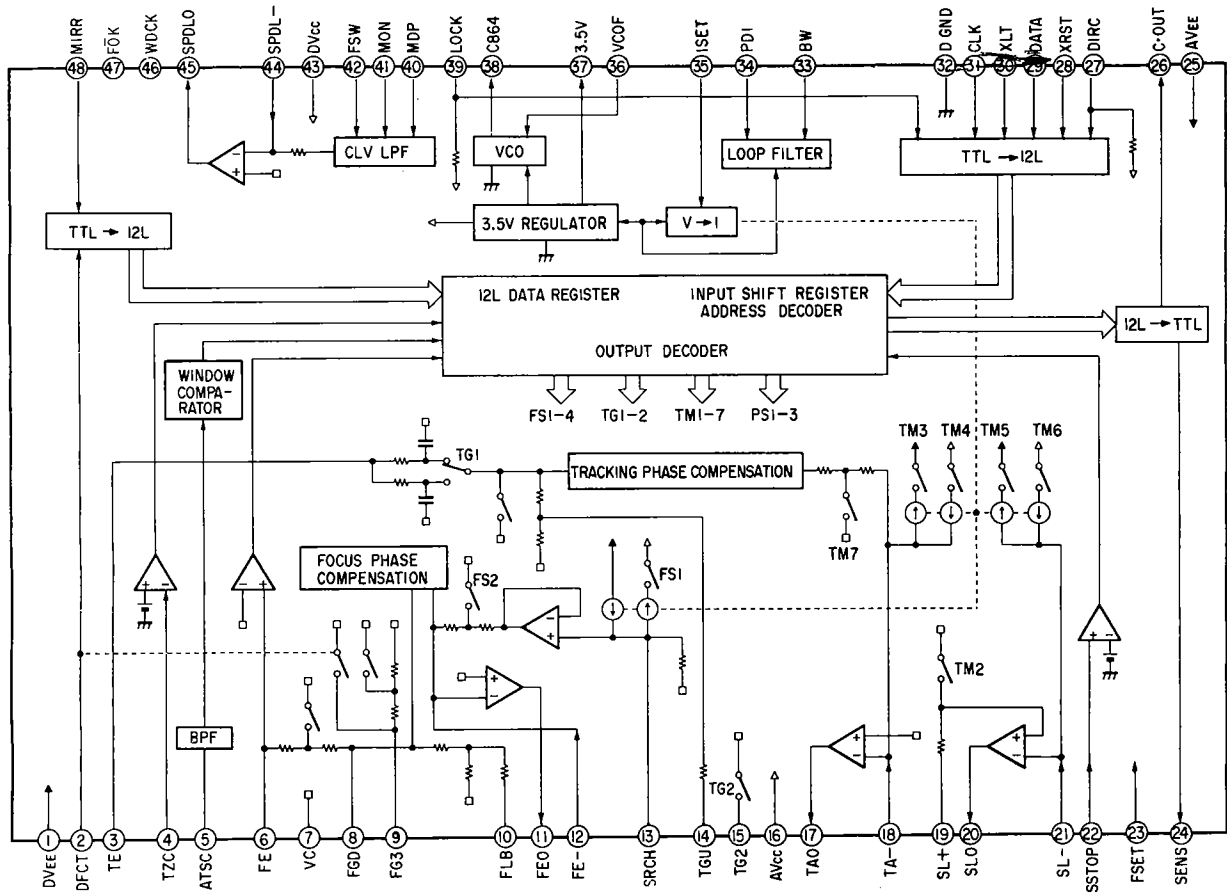 MIRR
F̄ŌK̄
WDCK
SPDLO
SPDL-
DVcc
FSW
MON
MDP
LOCK
C864
3.5V
VCOF
ISET
PDI
BW
D GND
CLK
XLT
DATA
XRST
DIRC
C-OUT
AVEE
48
47
46
45
44
43
42
41
40
39
38
37
36
35
34
33
32
31
30
29
28
27
26
25
CLV LPF
VCO
LOOP FILTER
TTL → I2L
TTL → I2L
3.5V REGULATOR
V → I
I2L DATA REGISTER
INPUT SHIFT REGISTER
ADDRESS DECODER
OUTPUT DECODER
I2L → TTL
WINDOW
COMPA-
RATOR
FS1-4
TG1-2
TM1-7
PS1-3
TG1
TRACKING PHASE COMPENSATION
TM3
TM4
TM5
TM6
TM7
FOCUS PHASE
COMPENSATION
FS2
FS1
TM2
BPF
TG2
1
2
3
4
5
6
7
8
9
10
11
12
13
14
15
16
17
18
19
20
21
22
23
24
DVEE
DFCT
TE
TZC
ATSC
FE
VC
FGD
FG3
FLB
FEO
FE-
SRCH
TGU
TG2
AVcc
TAO
TA-
SL+
SLO
SL-
SSTOP
FSET
SENS